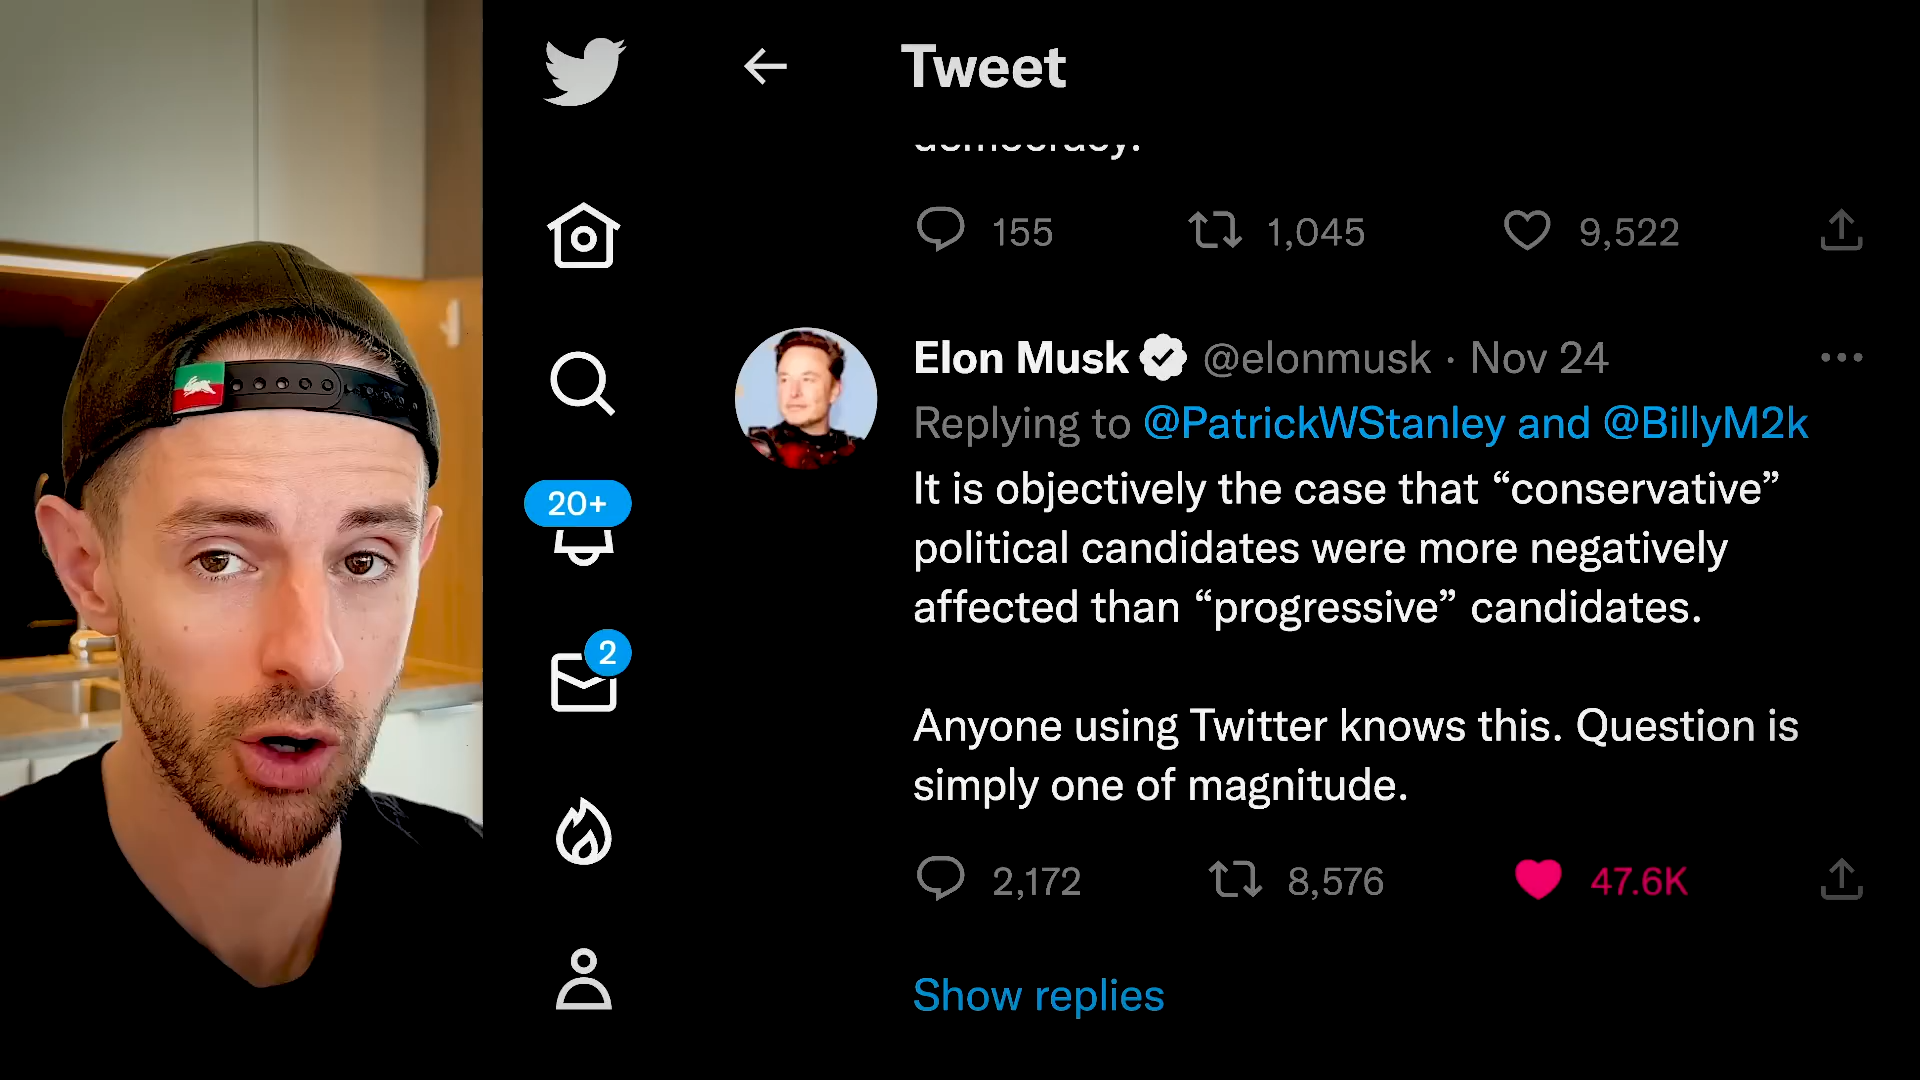 Tweet
democracy.
155 1,045 9,522
Elon Musk @elonmusk · Nov 24
Replying to @PatrickWStanley and @BillyM2k
It is objectively the case that “conservative”
political candidates were more negatively
affected than “progressive” candidates.
Anyone using Twitter knows this. Question is
simply one of magnitude.
2,172 8,576 47.6K
Show replies
20+
2